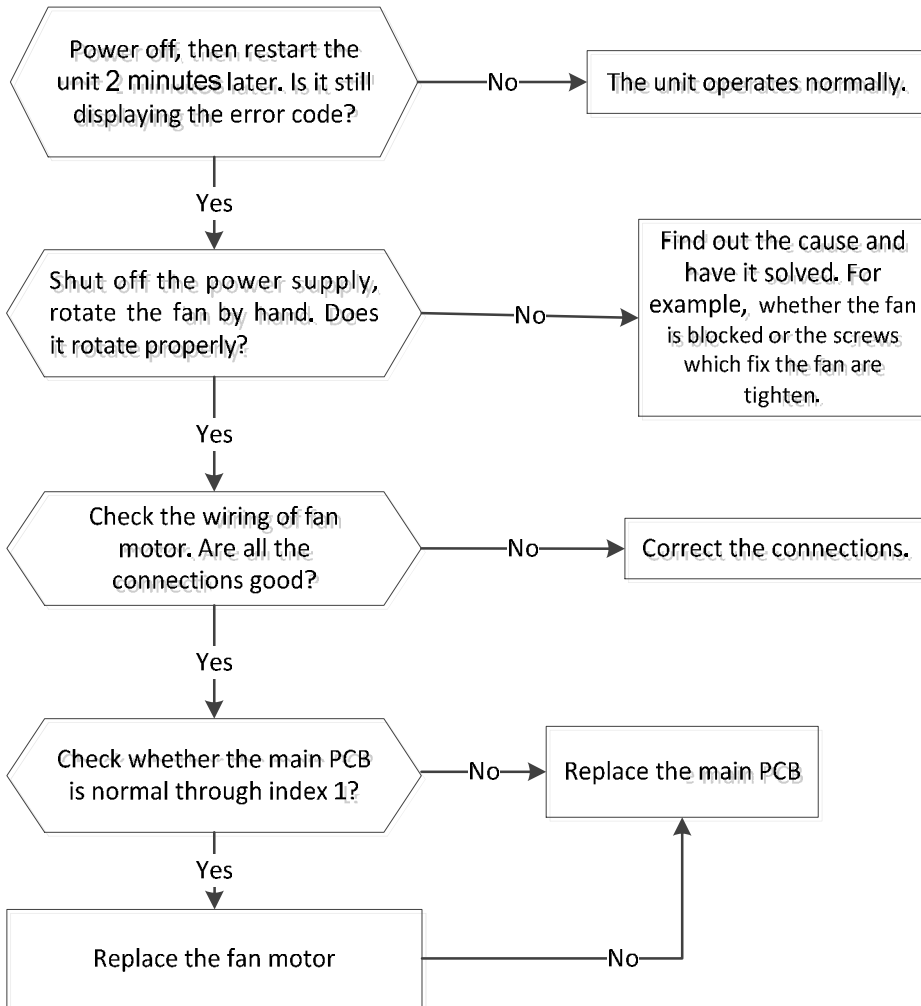 Power off, then restart the
unit 2 minutes later. Is it still
displaying the error code?
No
The unit operates normally.
Yes
Shut off the power supply,
rotate the fan by hand. Does
it rotate properly?
No
Find out the cause and
have it solved. For
example, whether the fan
is blocked or the screws
which fix the fan are
tighten.
Yes
Check the wiring of fan
motor. Are all the
connections good?
No
Correct the connections.
Yes
Check whether the main PCB
is normal through index 1?
No
Replace the main PCB
Yes
Replace the fan motor
No